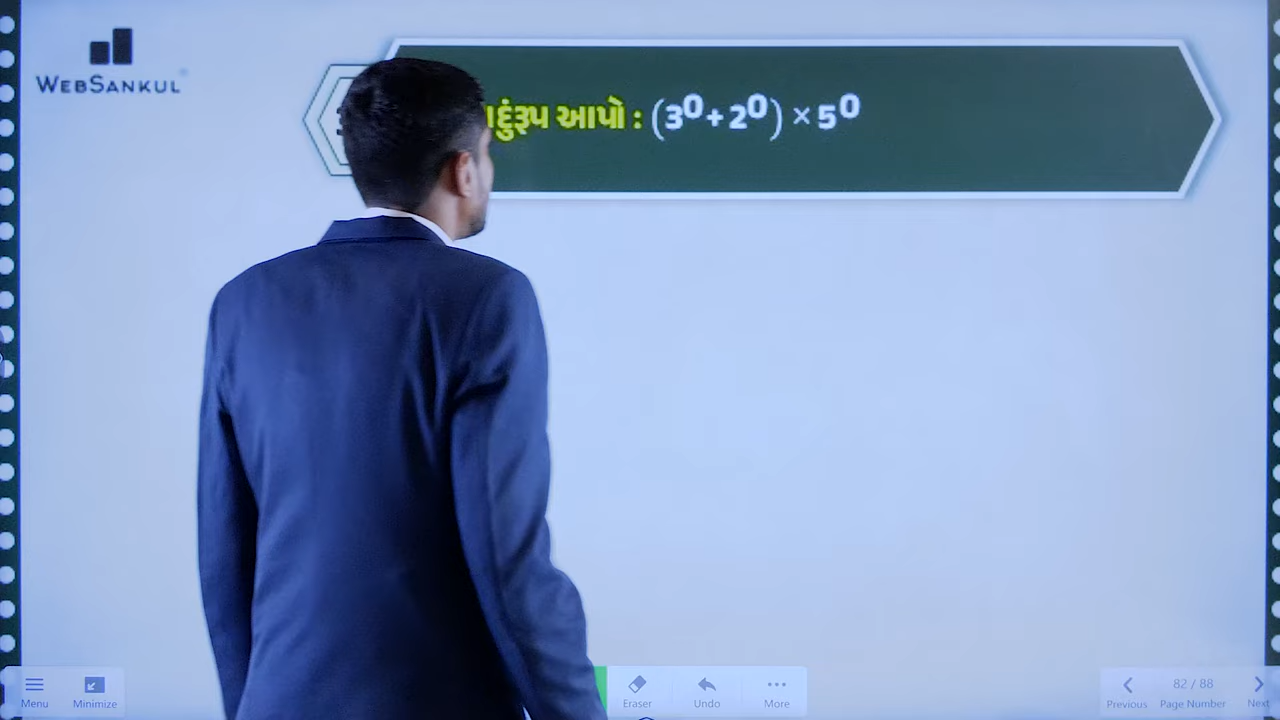 WEBSANKUL
આપો : (3⁰+2⁰)×5⁰
Menu
Minimize
Eraser
Undo
More
Previous
82 / 88
Page Number
Next